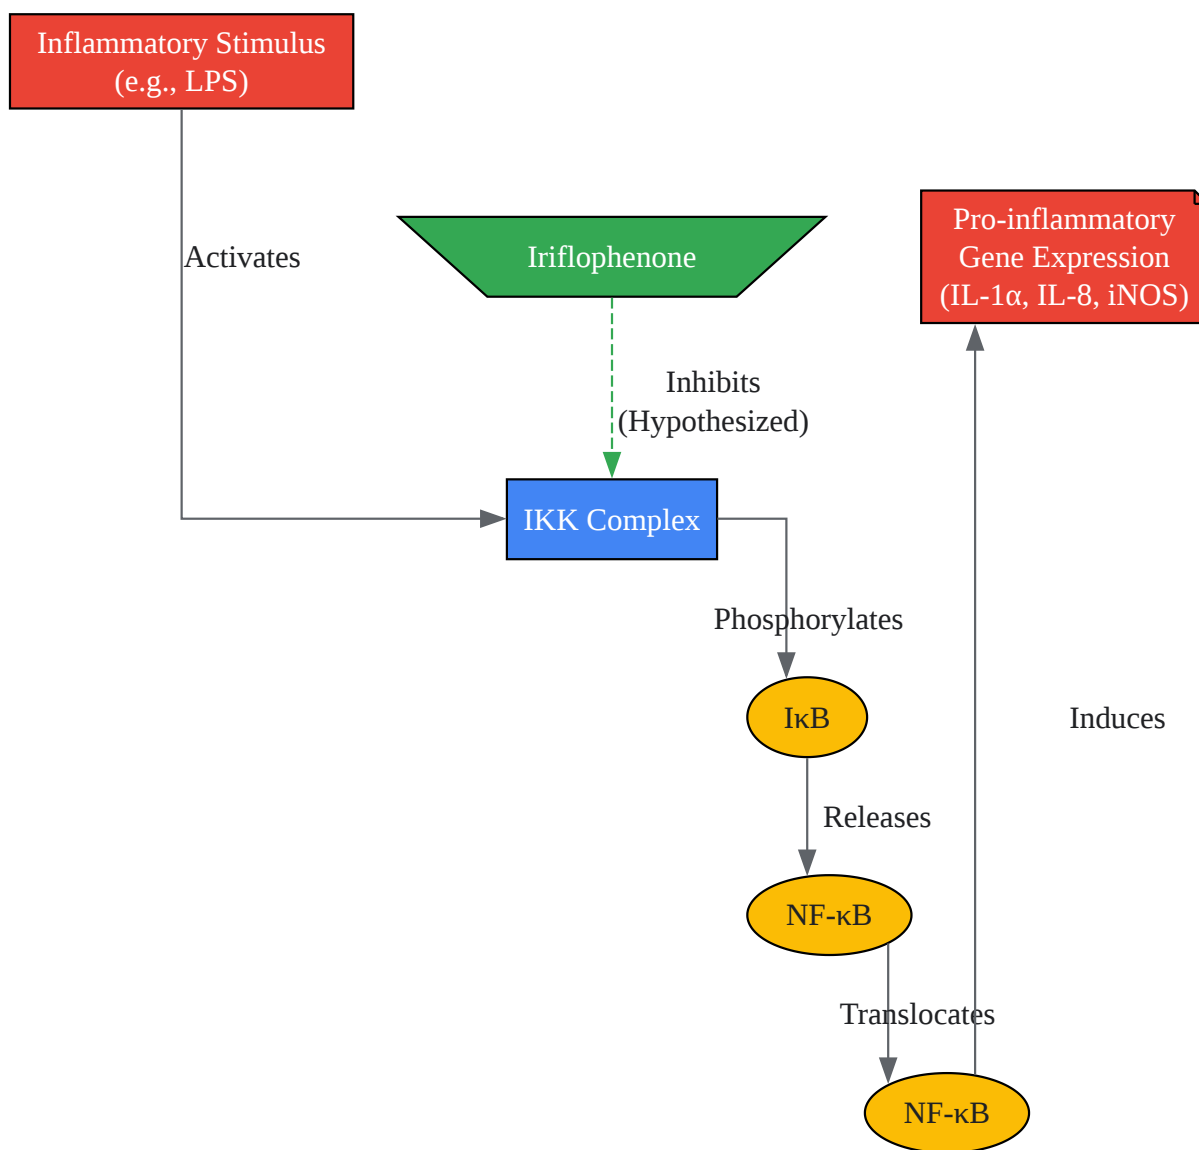 Inflammatory Stimulus
(e.g., LPS)
Activates
Iriflophenone
Pro-inflammatory
Gene Expression
(IL-1α, IL-8, iNOS)
Inhibits
(Hypothesized)
IKK Complex
Phosphorylates
IκB
Induces
Releases
NF-κB
Translocates
NF-κB